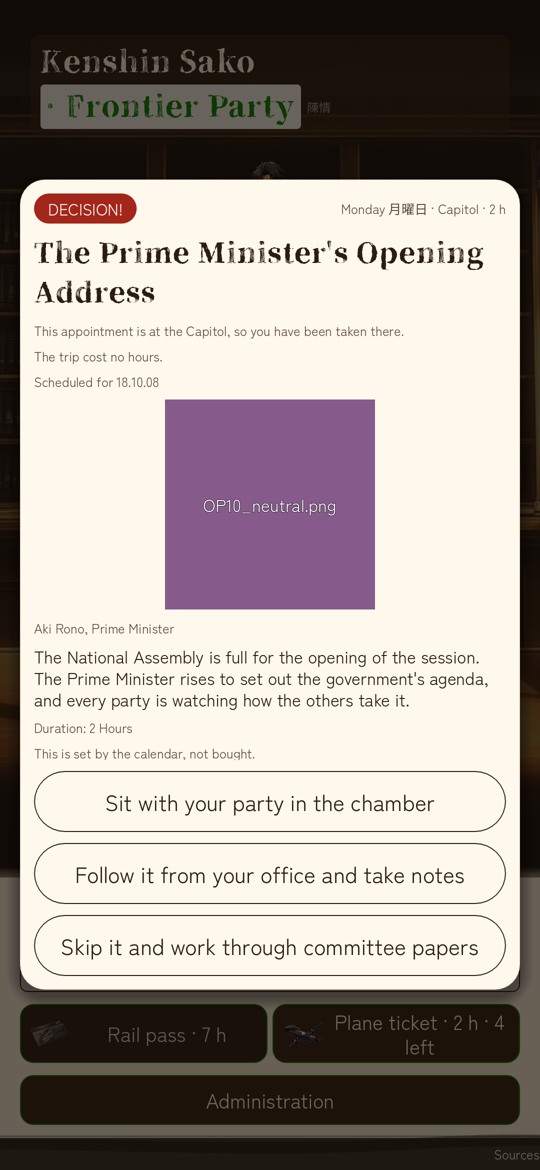 Kenshin Sako
· Frontier Party 陳情
DECISION!
Monday 月曜日 · Capitol · 2 h
The Prime Minister's Opening
Address
This appointment is at the Capitol, so you have been taken there.
The trip cost no hours.
Scheduled for 18.10.08
OP10_neutral.png
Aki Rono, Prime Minister
The National Assembly is full for the opening of the session.
The Prime Minister rises to set out the government's agenda,
and every party is watching how the others take it.
Duration: 2 Hours
This is set by the calendar, not bought.
Sit with your party in the chamber
Follow it from your office and take notes
Skip it and work through committee papers
Rail pass · 7 h
Plane ticket · 2 h · 4
left
Administration
Sources